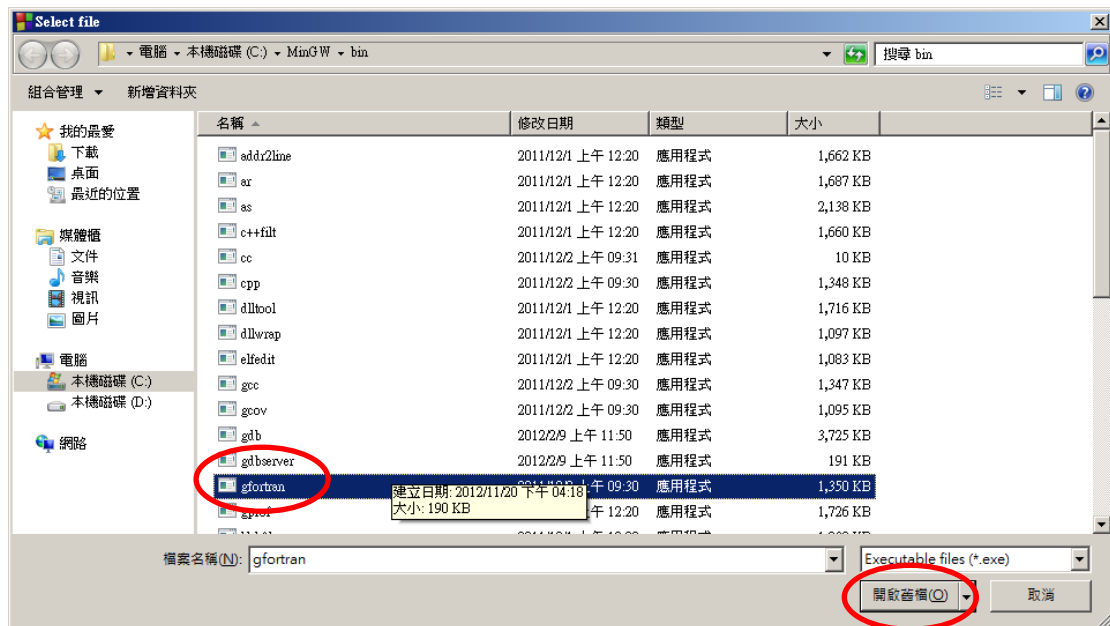 Select file
電腦 本機磁碟 (C:) MinGW bin
搜尋 bin
組合管理 新增資料夾
我的最愛
下載
桌面
最近的位置
媒體櫃
文件
音樂
視訊
圖片
電腦
本機磁碟 (C:)
本機磁碟 (D:)
網路
名稱 修改日期 類型 大小
addr2line 2011/12/1 上午 12:20 應用程式 1,662 KB
ar 2011/12/1 上午 12:20 應用程式 1,687 KB
as 2011/12/1 上午 12:20 應用程式 2,138 KB
c++filt 2011/12/1 上午 12:20 應用程式 1,660 KB
cc 2011/12/2 上午 09:31 應用程式 10 KB
cpp 2011/12/2 上午 09:30 應用程式 1,348 KB
dlltool 2011/12/1 上午 12:20 應用程式 1,716 KB
dllwrap 2011/12/1 上午 12:20 應用程式 1,097 KB
elfedit 2011/12/1 上午 12:20 應用程式 1,083 KB
gcc 2011/12/2 上午 09:30 應用程式 1,347 KB
gcov 2011/12/2 上午 09:30 應用程式 1,095 KB
gdb 2012/2/9 上午 11:50 應用程式 3,725 KB
gdbserver 2012/2/9 上午 11:50 應用程式 191 KB
gfortran 午 09:30 應用程式 1,350 KB
建立日期: 2012/11/20 下午 04:18
大小: 190 KB
gprof 午 12:20 應用程式 1,726 KB
檔案名稱(N): gfortran Executable files (*.exe)
開啟舊檔(O) 取消